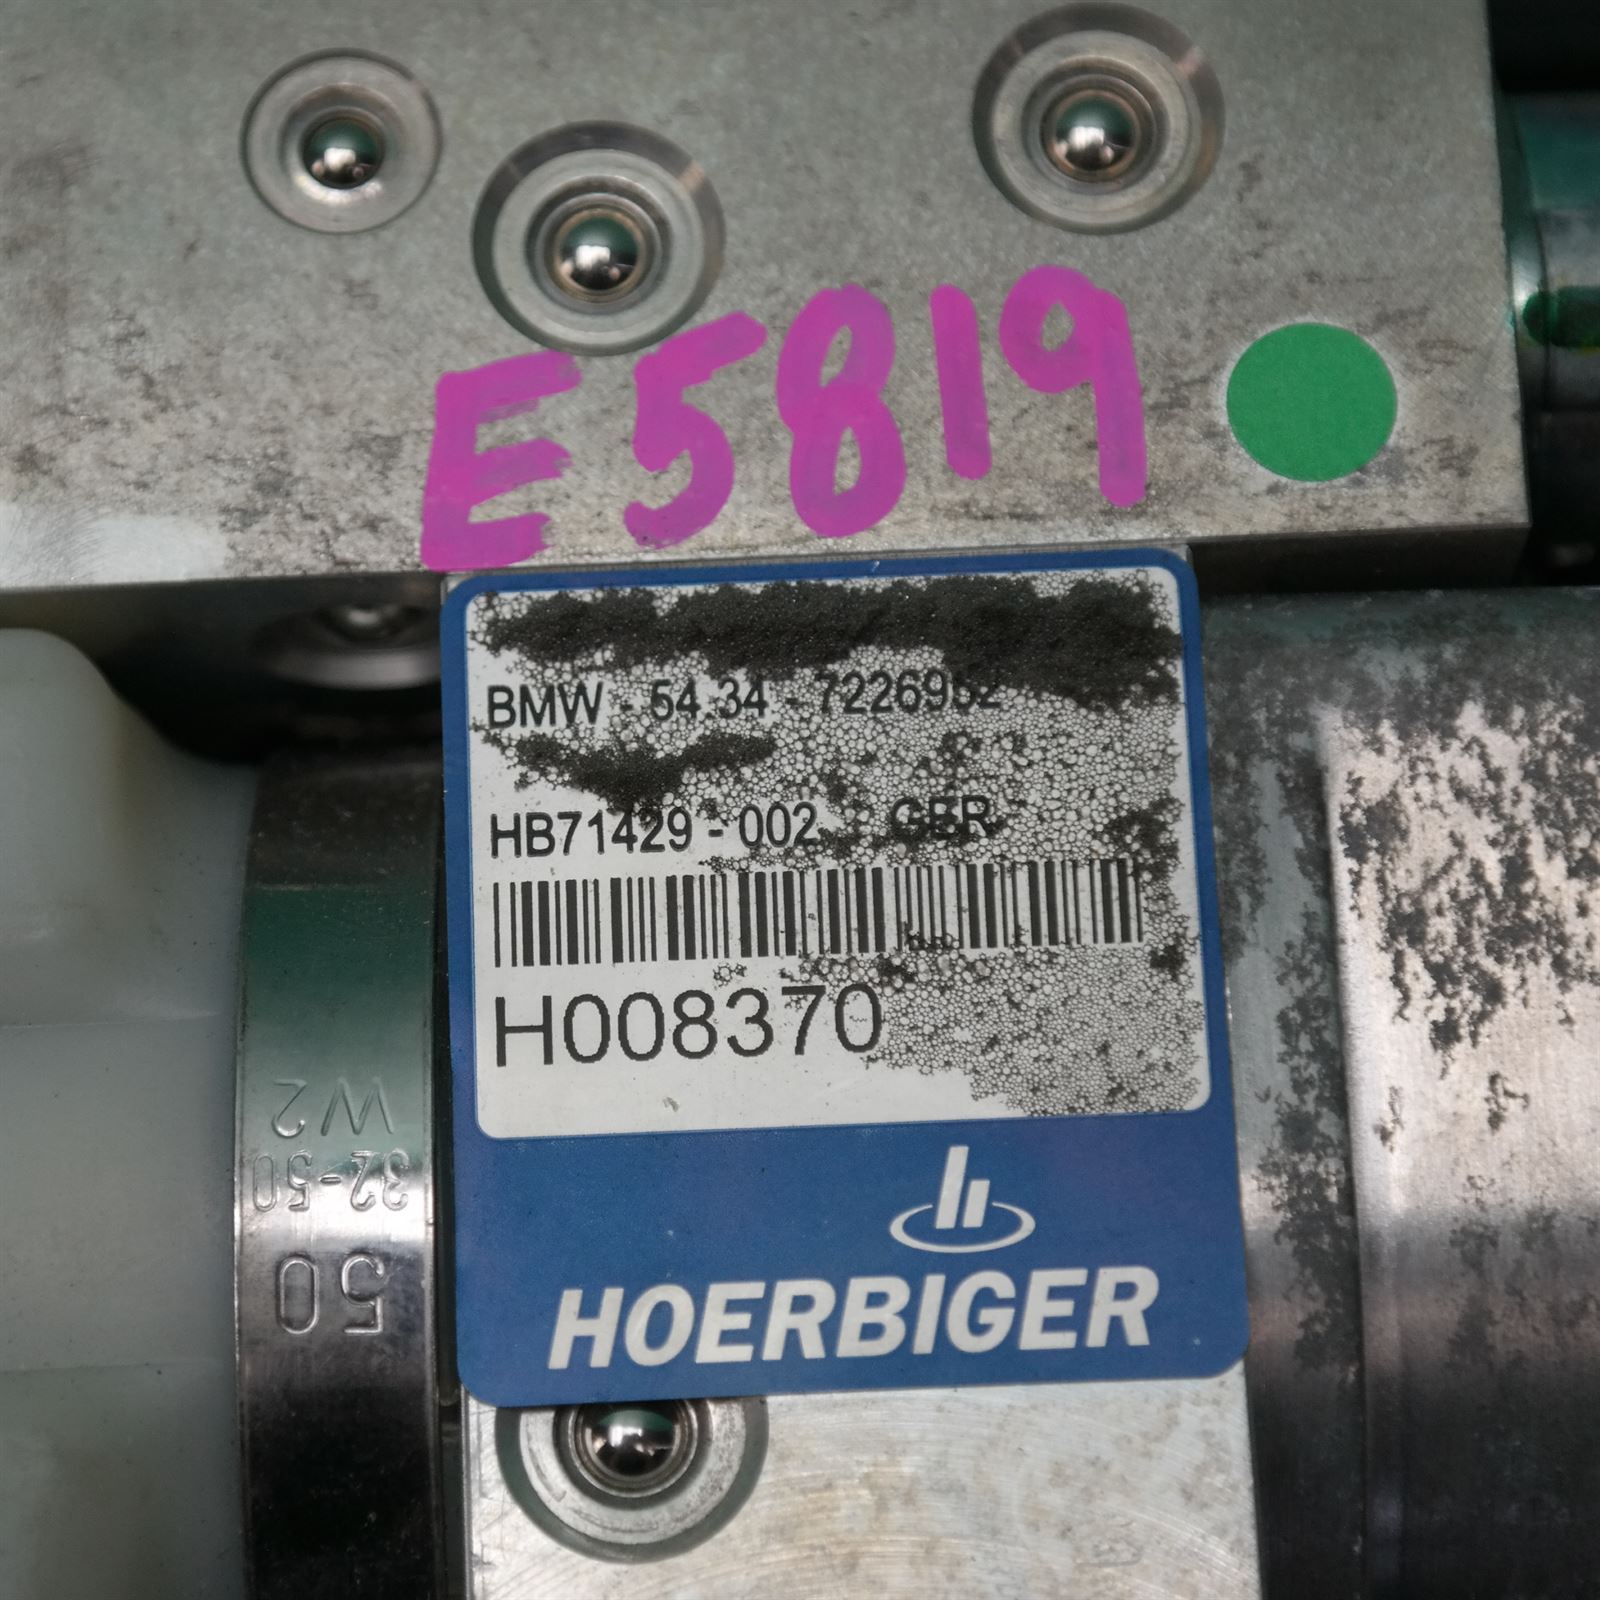 E5819
BMW - 54.34 - 7226952
HB71429 - 002 GER
H008370
HOERBIGER
W2
32-50
50